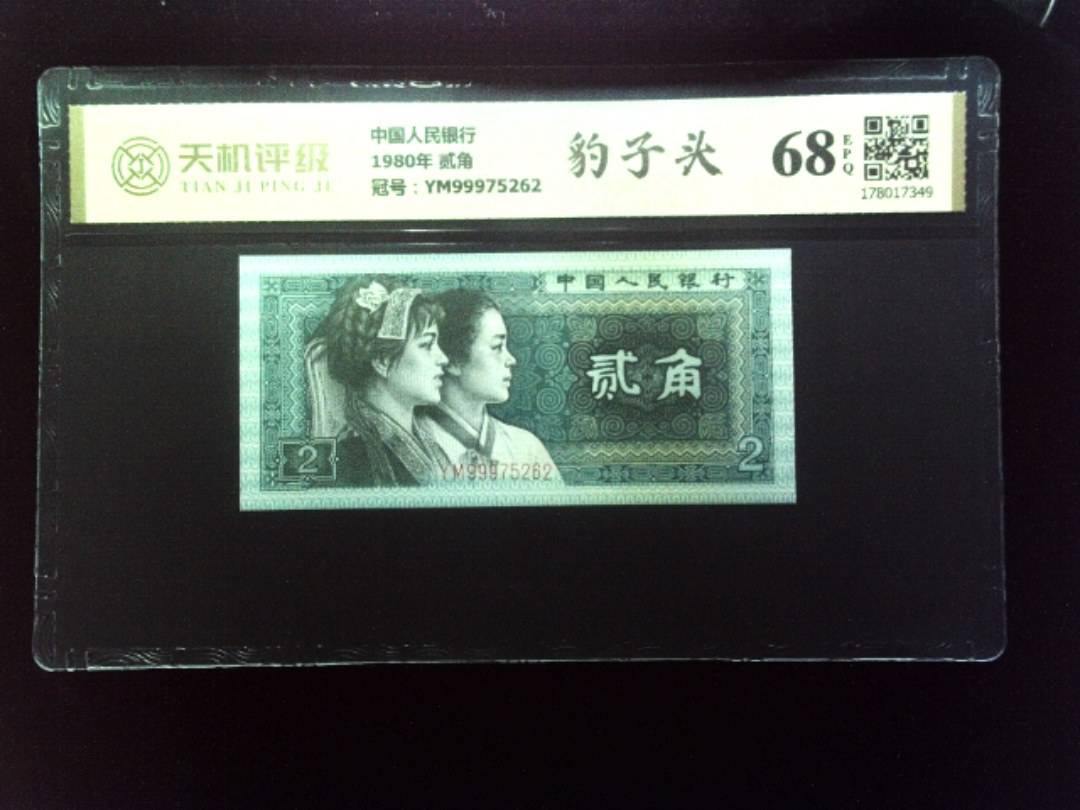 天机评级
TIAN JI PING JI
中国人民银行
1980年 贰角
冠号：YM99975262
豹子头
68
EPQ
178017349
中国人民银行
贰角
2
2
YM99975262